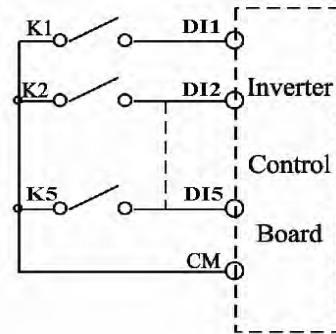 K1 DI1
K2 DI2 Inverter
Control
K5 DI5
Board
CM